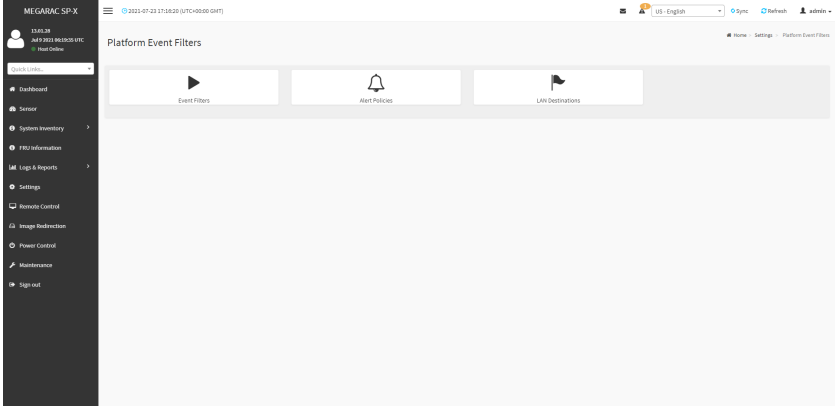 MEGARAC SP-X
2021-07-23 17:18:20 (UTC+00:00 GMT)
US - English
Sync
Refresh
admin
13.01.28
Jul 9 2021 06:19:35 UTC
Host Online
Quick Links...
Dashboard
Sensor
System Inventory
FRU Information
Logs & Reports
Settings
Remote Control
Image Redirection
Power Control
Maintenance
Sign out
Platform Event Filters
Home / Settings / Platform Event Filters
Event Filters
Alert Policies
LAN Destinations